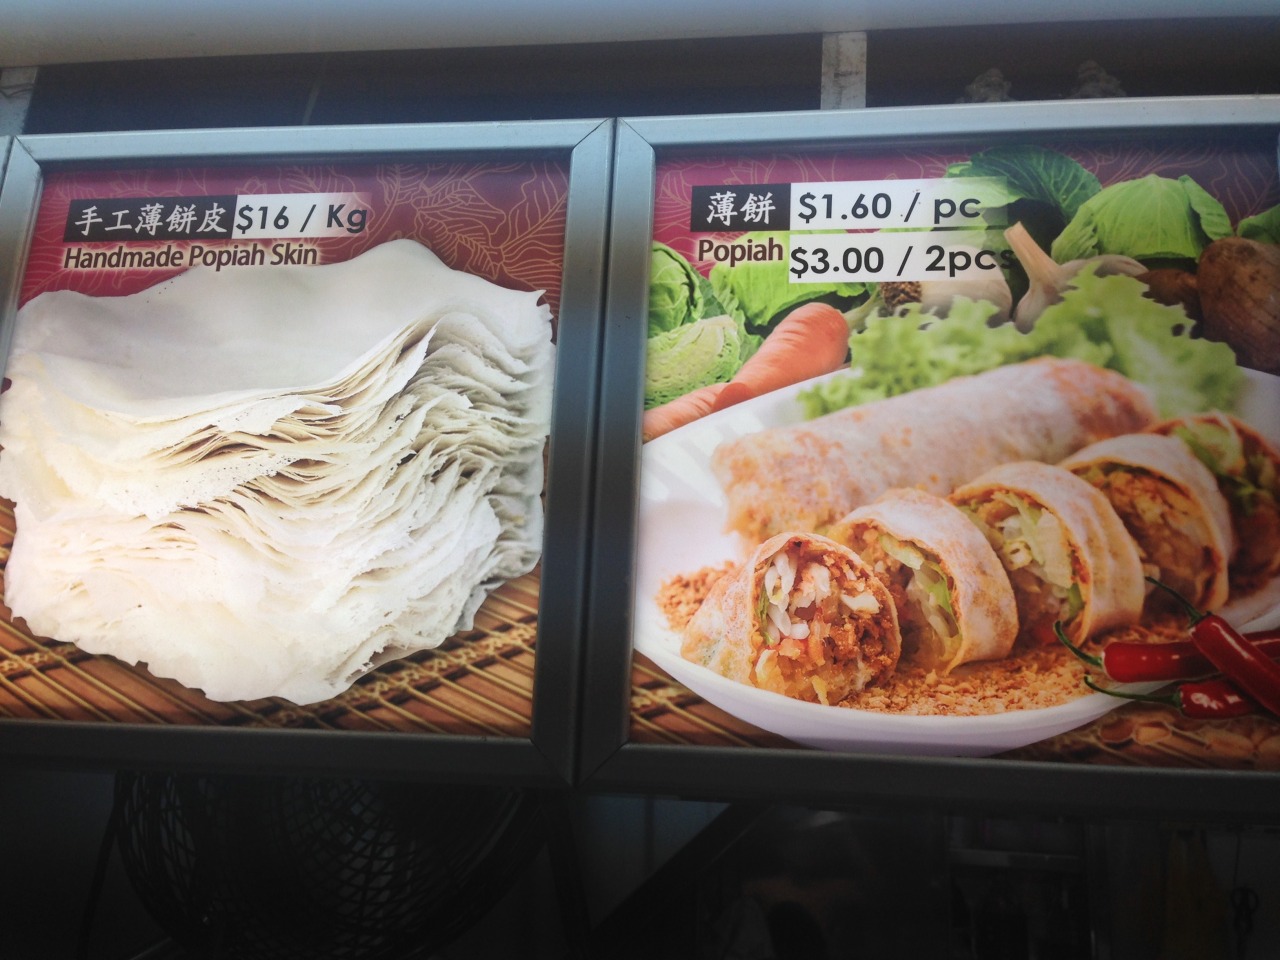 手工薄餅皮 $16 / Kg
Handmade Popiah Skin
薄餅 $1.60 / pc
Popiah $3.00 / 2pcs